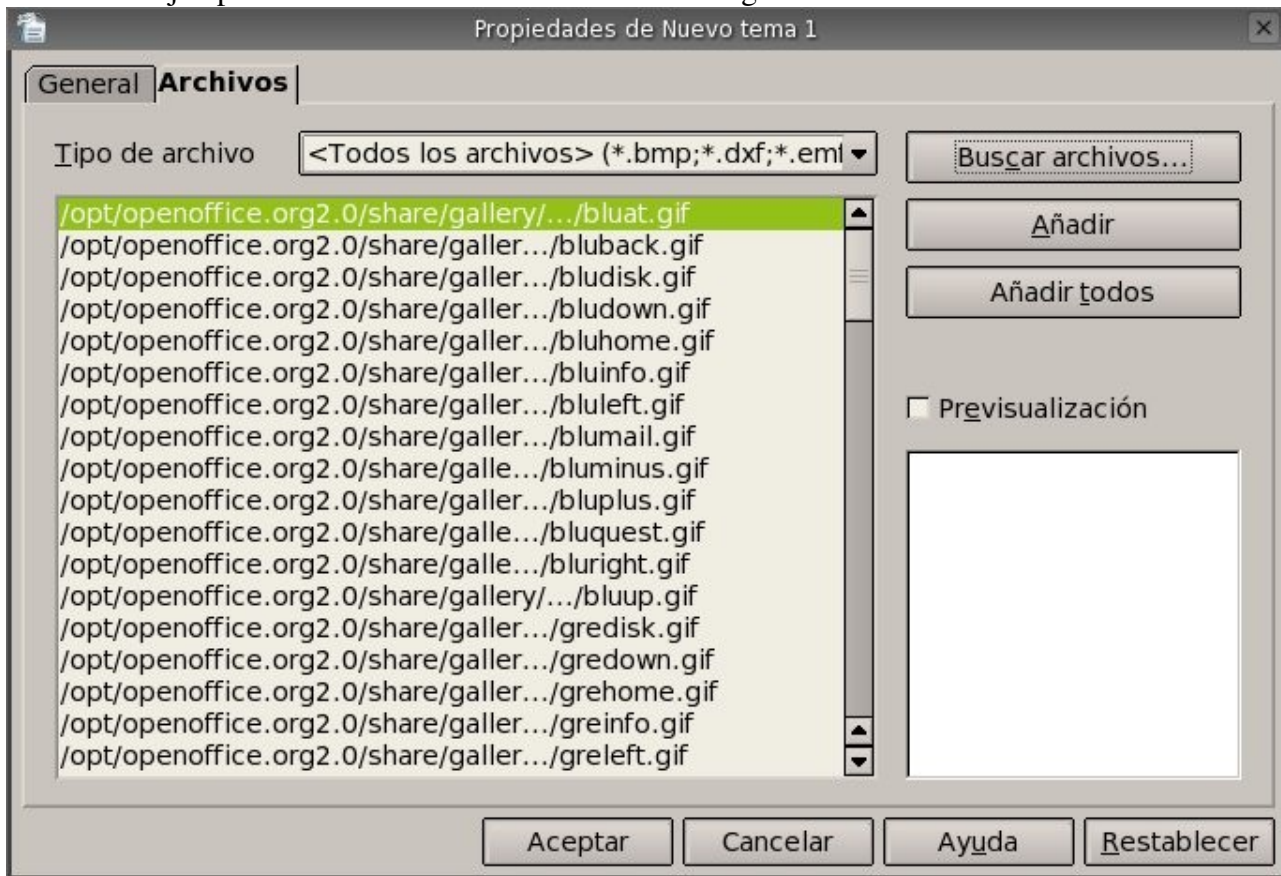 Propiedades de Nuevo tema 1
General Archivos
Tipo de archivo <Todos los archivos> (*.bmp;*.dxf;*.emf
Buscar archivos...
Añadir
Añadir todos
Previsualización
/opt/openoffice.org2.0/share/gallery/.../bluat.gif
/opt/openoffice.org2.0/share/galler.../bluback.gif
/opt/openoffice.org2.0/share/galler.../bludisk.gif
/opt/openoffice.org2.0/share/galler.../bludown.gif
/opt/openoffice.org2.0/share/galler.../bluhome.gif
/opt/openoffice.org2.0/share/galler.../bluinfo.gif
/opt/openoffice.org2.0/share/galler.../bluleft.gif
/opt/openoffice.org2.0/share/galler.../blumail.gif
/opt/openoffice.org2.0/share/galle.../bluminus.gif
/opt/openoffice.org2.0/share/galler.../bluplus.gif
/opt/openoffice.org2.0/share/galle.../bluquest.gif
/opt/openoffice.org2.0/share/galle.../bluright.gif
/opt/openoffice.org2.0/share/gallery/.../bluup.gif
/opt/openoffice.org2.0/share/galler.../gredisk.gif
/opt/openoffice.org2.0/share/galler.../gredown.gif
/opt/openoffice.org2.0/share/galler.../grehome.gif
/opt/openoffice.org2.0/share/galler.../greinfo.gif
/opt/openoffice.org2.0/share/galler.../greleft.gif
Aceptar Cancelar Ayuda Restablecer